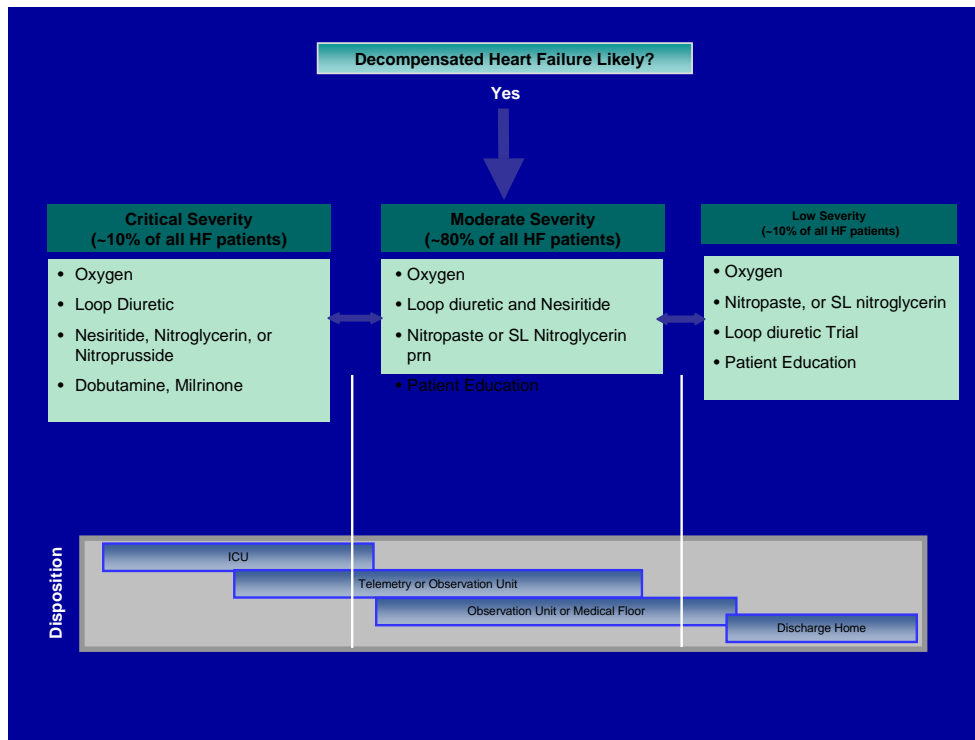 Decompensated Heart Failure Likely?
Yes
Critical Severity
(~10% of all HF patients)
• Oxygen
• Loop Diuretic
• Nesiritide, Nitroglycerin, or
Nitroprusside
• Dobutamine, Milrinone
Moderate Severity
(~80% of all HF patients)
• Oxygen
• Loop diuretic and Nesiritide
• Nitropaste or SL Nitroglycerin
prn
• Patient Education
Low Severity
(~10% of all HF patients)
• Oxygen
• Nitropaste, or SL nitroglycerin
• Loop diuretic Trial
• Patient Education
Disposition
ICU
Telemetry or Observation Unit
Observation Unit or Medical Floor
Discharge Home